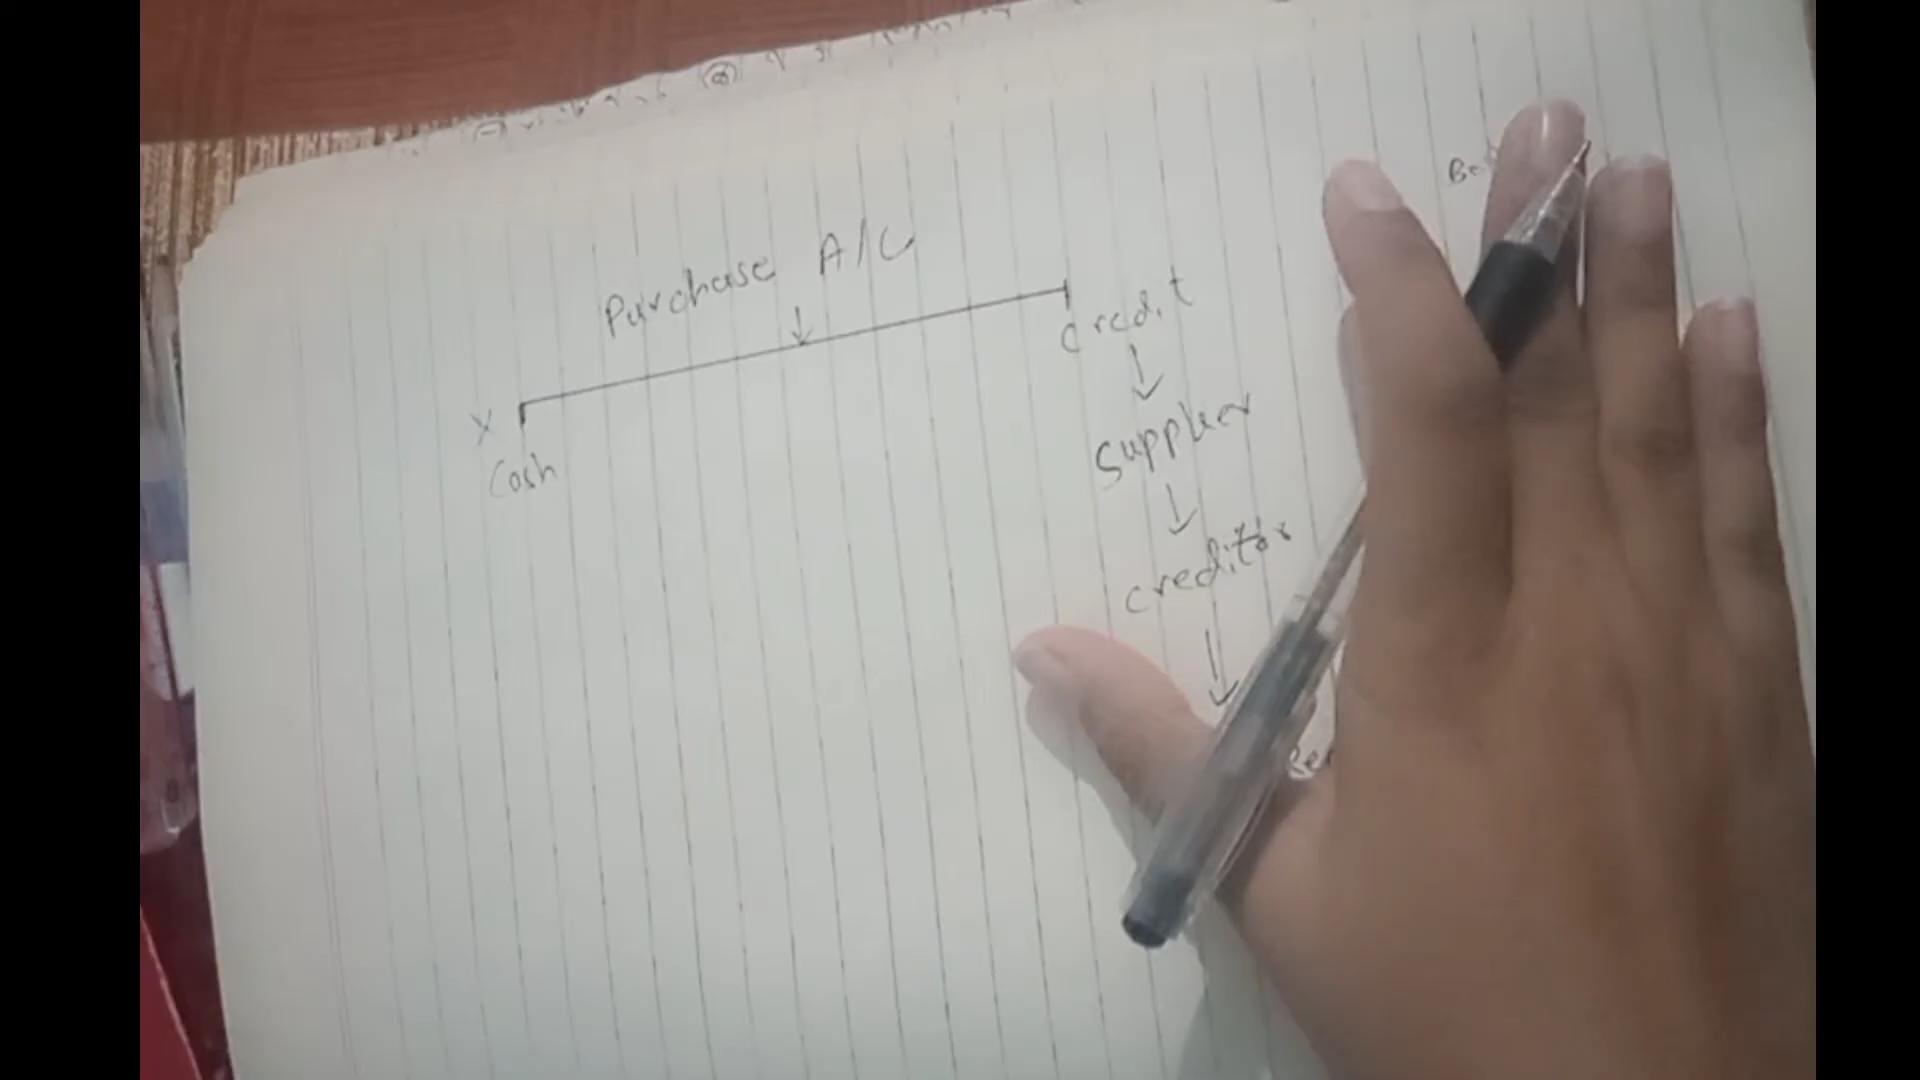 Purchase A/C
X
Cash
Credit
Supplier
creditor